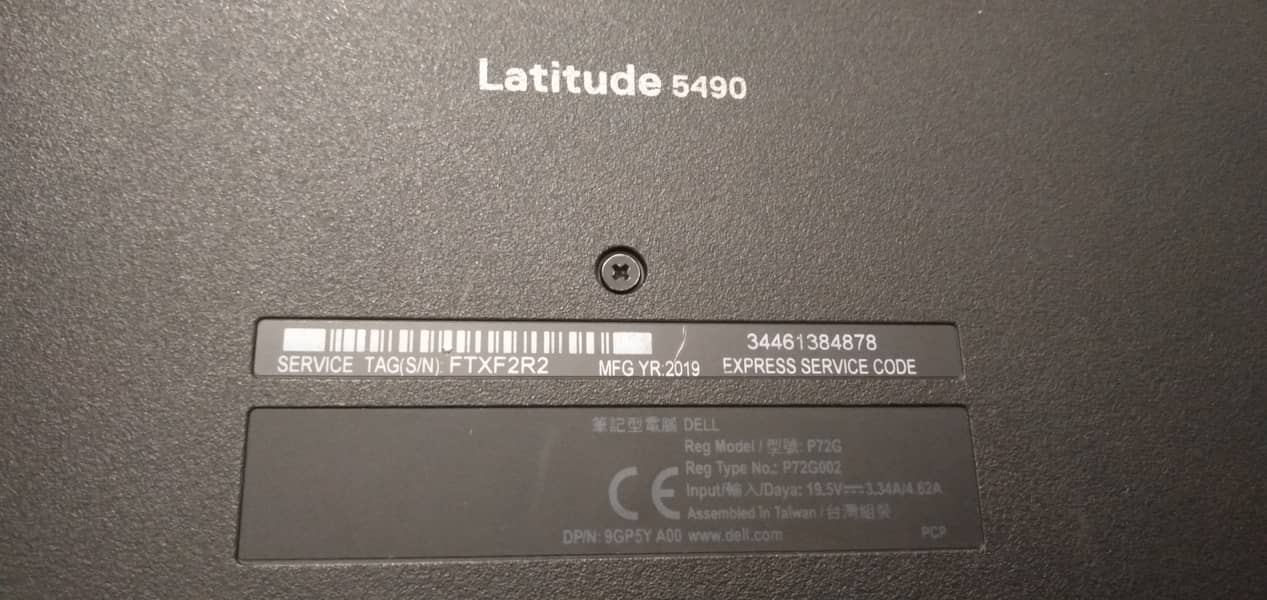 Latitude 5490
SERVICE TAG(S/N): FTXF2R2 MFG YR:2019
34461384878
EXPRESS SERVICE CODE
筆記型電腦 DELL
Reg Model / 型號: P72G
Reg Type No.: P72G002
Input/輸入/Daya: 19.5V⎓3.34A/4.62A
CE
Assembled in Taiwan / 台灣組裝
DP/N: 9GP5Y A00 www.dell.com
PCP